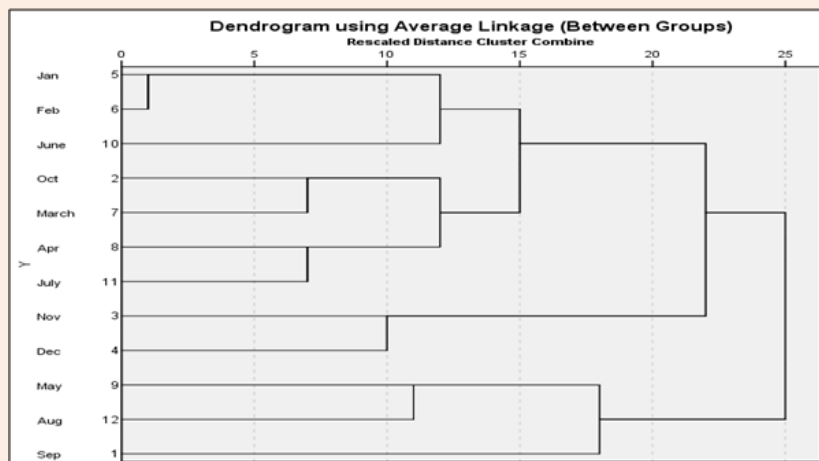 Dendrogram using Average Linkage (Between Groups)
Rescaled Distance Cluster Combine
0 5 10 15 20 25
Jan 5
Feb 6
June 10
Oct 2
March 7
Apr 8
Y
July 11
Nov 3
Dec 4
May 9
Aug 12
Sep 1